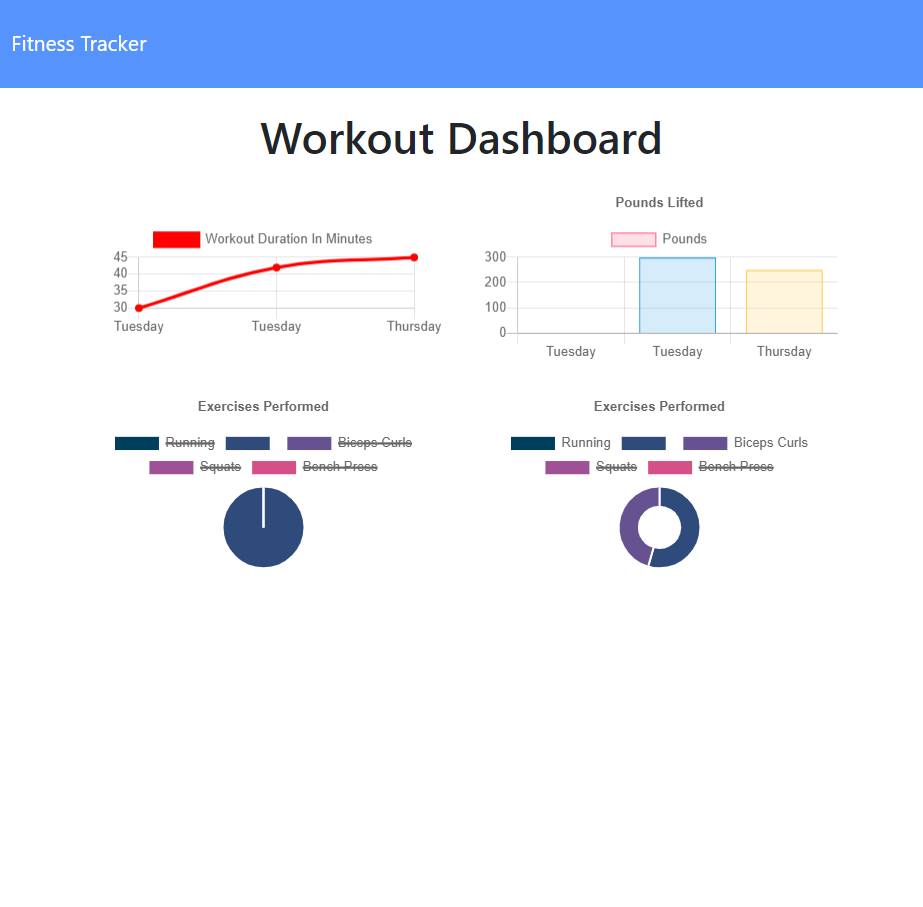 Fitness Tracker
Workout Dashboard
Workout Duration In Minutes
45
40
35
30
Tuesday Tuesday Thursday
Pounds Lifted
Pounds
300
200
100
0
Tuesday Tuesday Thursday
Exercises Performed
Running Biceps Curls
Squats Bench Press
Exercises Performed
Running Biceps Curls
Squats Bench Press